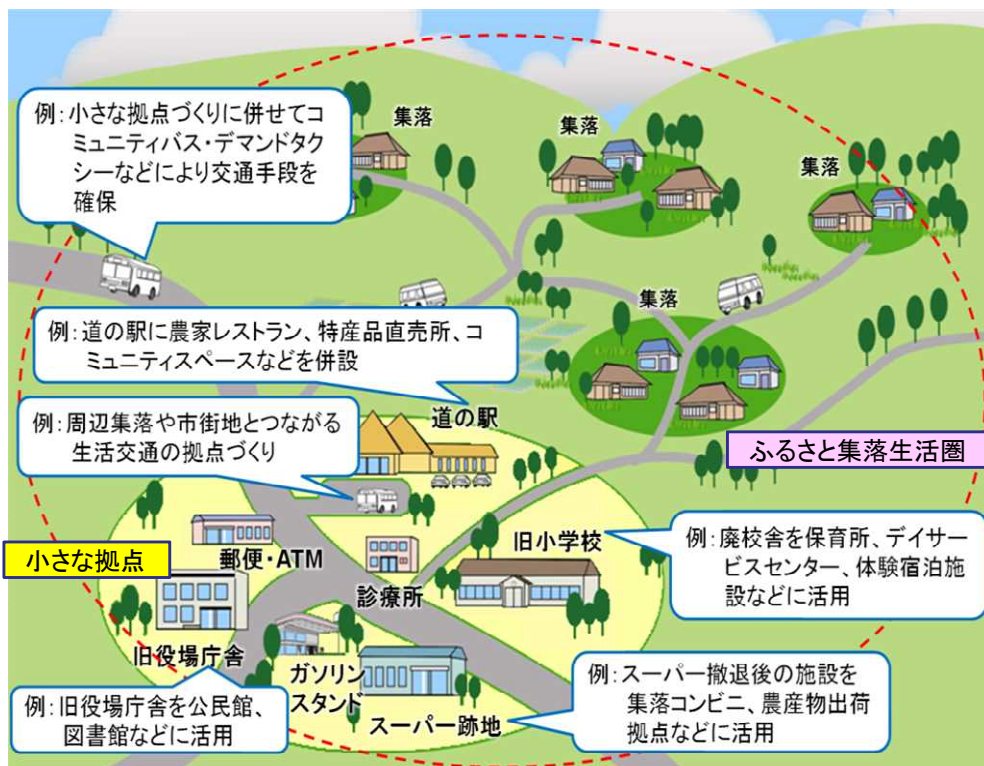 集落
集落
集落
例：小さな拠点づくりに併せてコ
ミュニティバス・デマンドタク
シーなどにより交通手段を
確保
集落
例：道の駅に農家レストラン、特産品直売所、コ
ミュニティスペースなどを併設
道の駅
例：周辺集落や市街地とつながる
生活交通の拠点づくり
ふるさと集落生活圏
小さな拠点
郵便・ATM
旧小学校
例：廃校舎を保育所、デイサー
ビスセンター、体験宿泊施
設などに活用
診療所
旧役場庁舎
ガソリン
スタンド
スーパー跡地
例：旧役場庁舎を公民館、
図書館などに活用
例：スーパー撤退後の施設を
集落コンビニ、農産物出荷
拠点などに活用